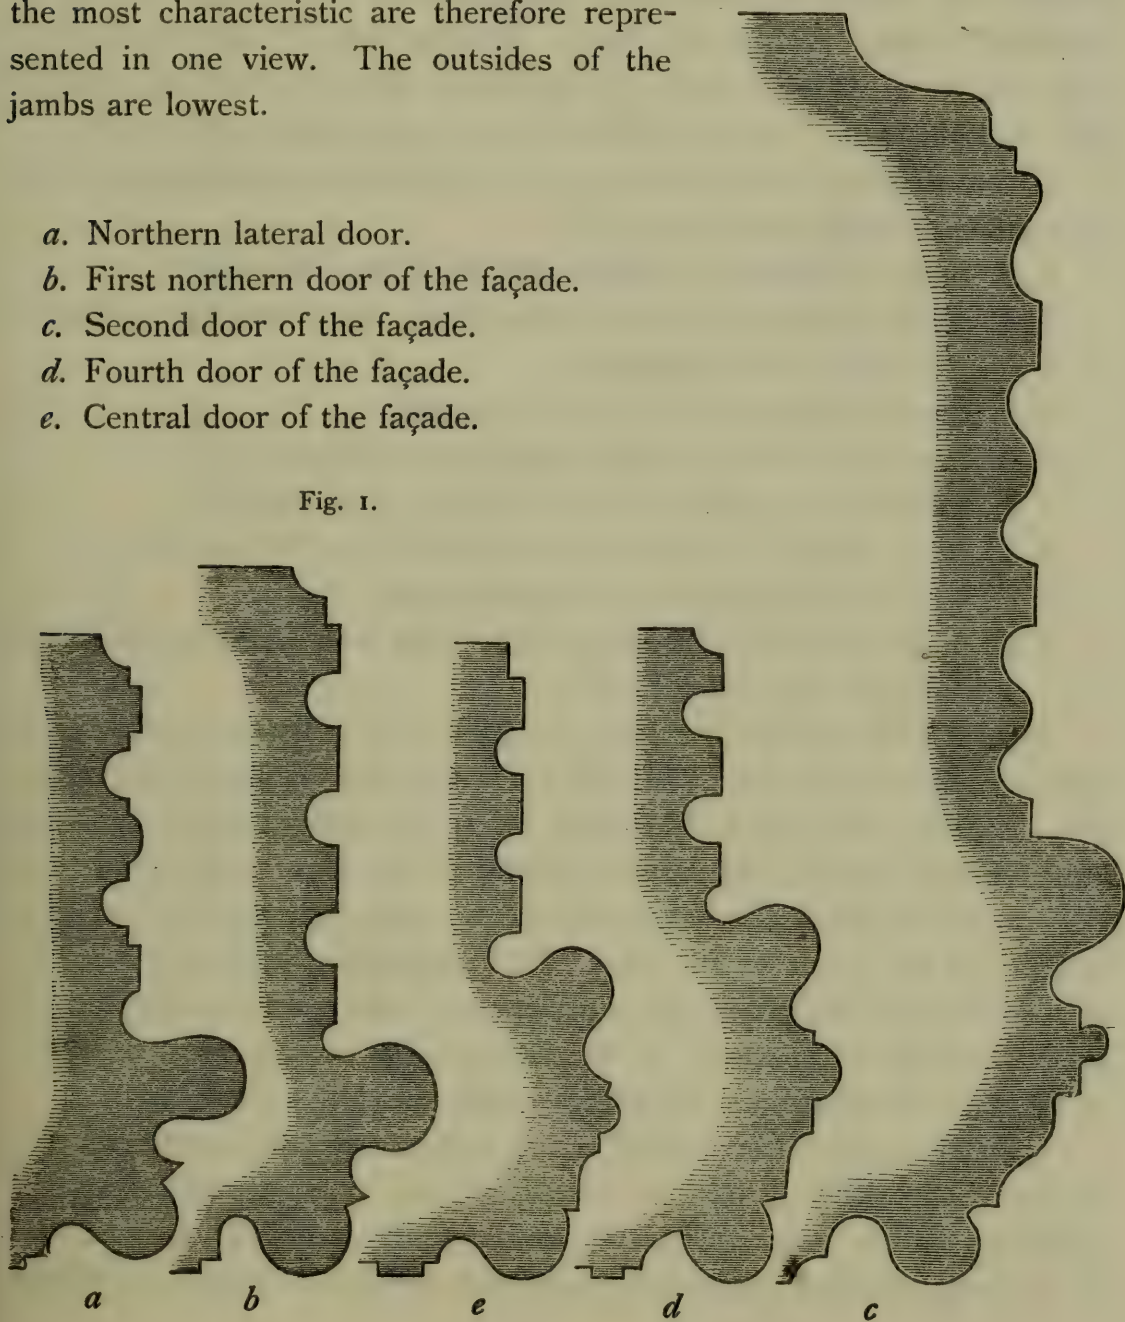 the most characteristic are therefore repre-
sented in one view. The outsides of the
jambs are lowest.
a. Northern lateral door.
b. First northern door of the façade.
c. Second door of the façade.
d. Fourth door of the façade.
e. Central door of the façade.
Fig. 1.
a b e d c